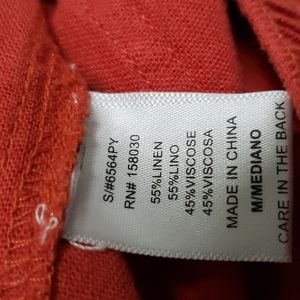 S/#6564PY
RN# 158030
55%LINEN
55%LINO
45%VISCOSE
45%VISCOSA
MADE IN CHINA
M/MEDIANO
CARE IN THE BACK